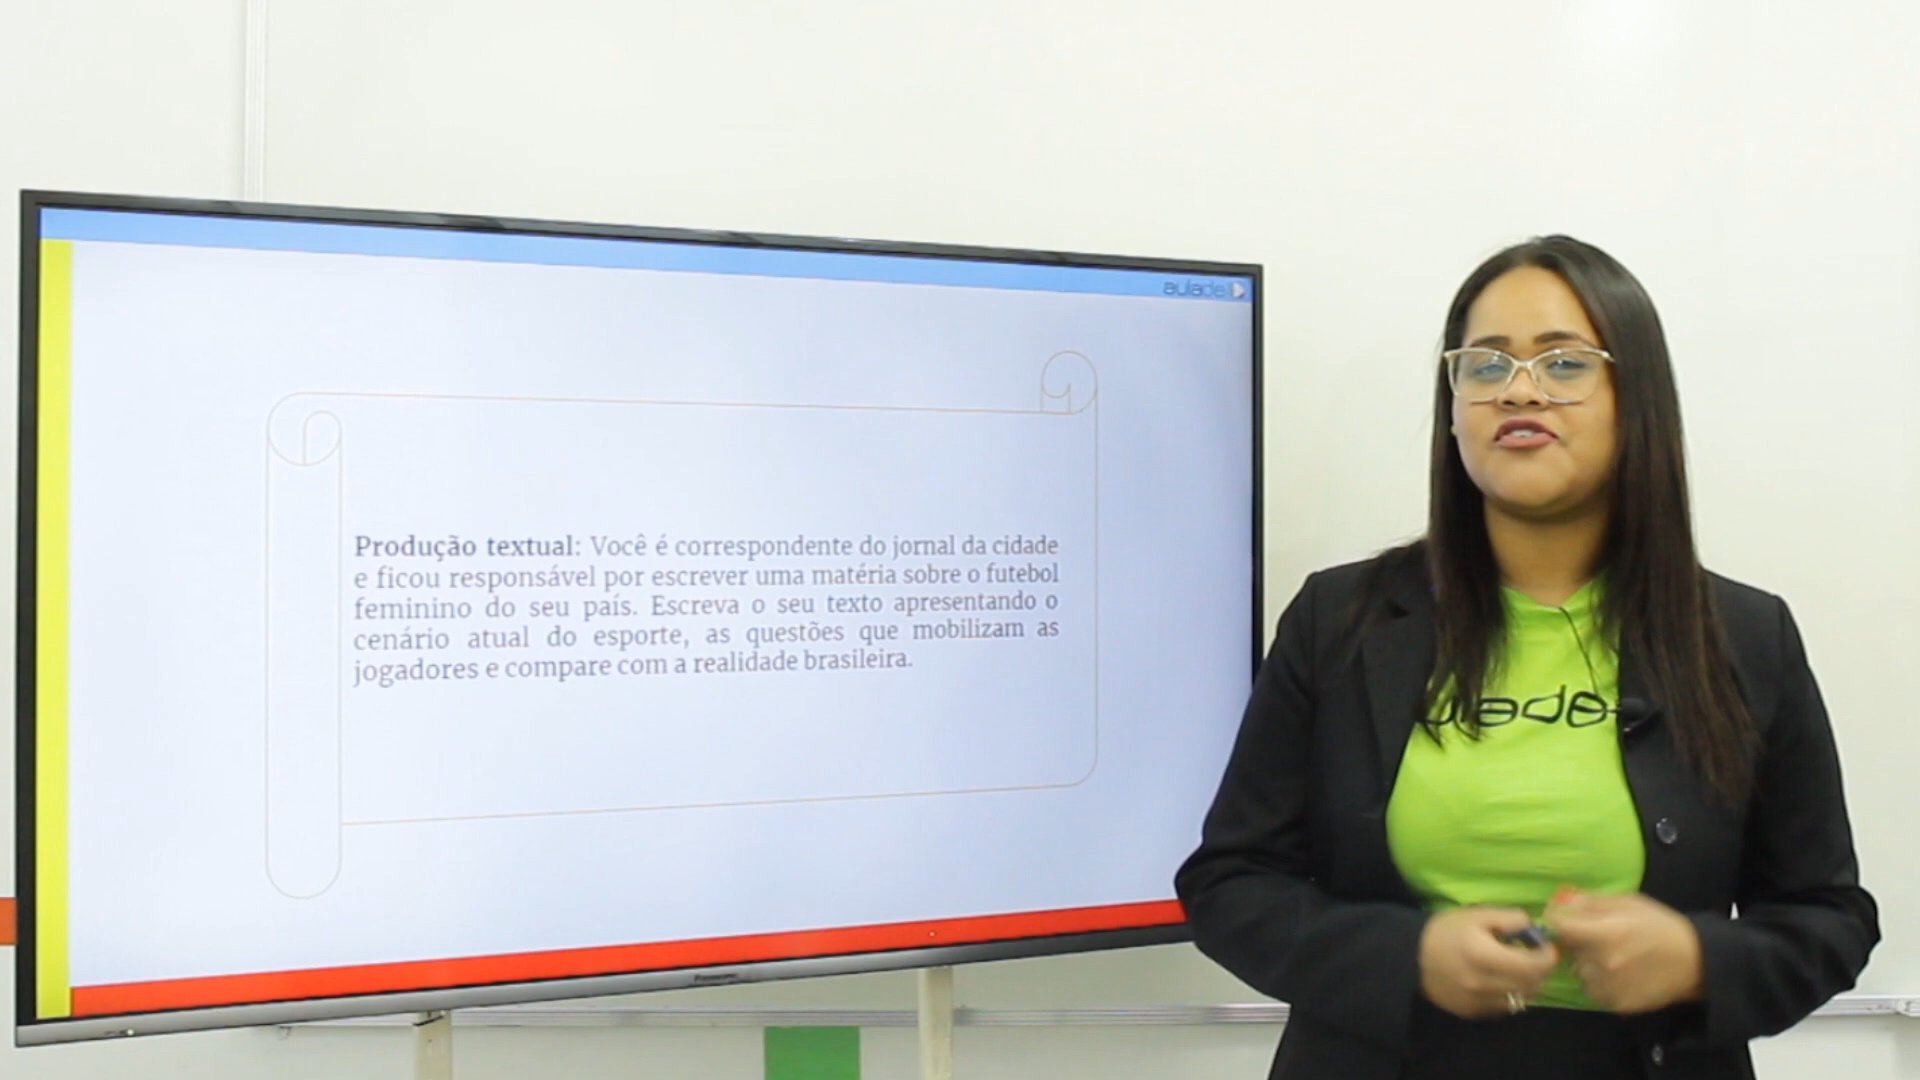 aulade
Produção textual: Você é correspondente do jornal da cidade
e ficou responsável por escrever uma matéria sobre o futebol
feminino do seu país. Escreva o seu texto apresentando o
cenário atual do esporte, as questões que mobilizam as
jogadores e compare com a realidade brasileira.
ulade
Panasonic